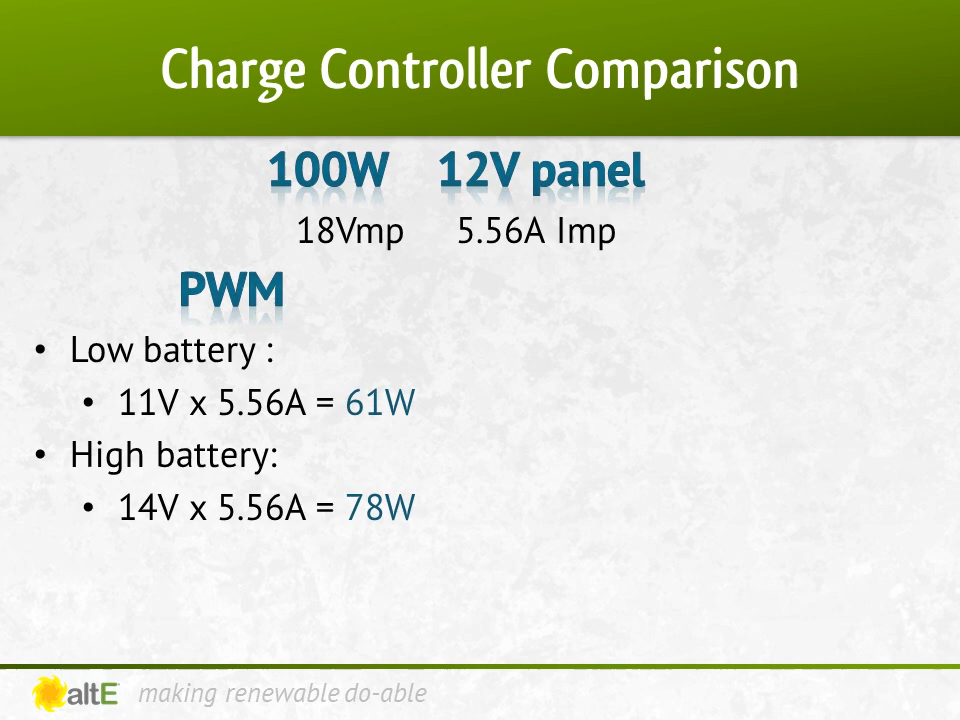 Charge Controller Comparison
100W 12V panel
18Vmp 5.56A Imp
PWM
• Low battery :
• 11V x 5.56A = 61W
• High battery:
• 14V x 5.56A = 78W
altE making renewable do-able